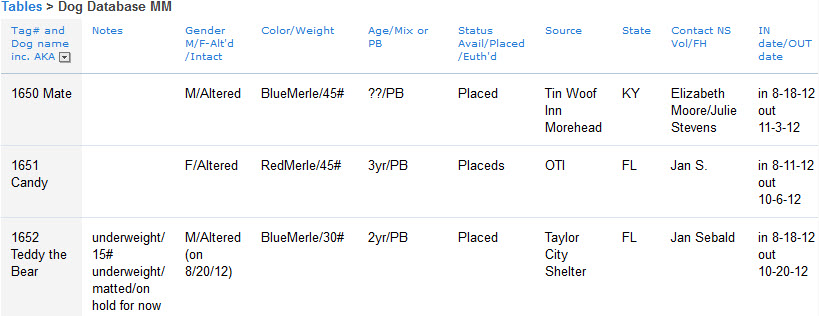 Tables > Dog Database MM
Tag# and Dog name inc. AKA Notes Gender M/F-Alt'd /Intact Color/Weight Age/Mix or PB Status Avail/Placed /Euth'd Source State Contact NS Vol/FH IN date/OUT date
1650 Mate M/Altered BlueMerle/45# ??/PB Placed Tin Woof Inn Morehead KY Elizabeth Moore/Julie Stevens in 8-18-12 out 11-3-12
1651 Candy F/Altered RedMerle/45# 3yr/PB Placeds OTI FL Jan S. in 8-11-12 out 10-6-12
1652 Teddy the Bear underweight/ 15# underweight/ matted/on hold for now M/Altered (on 8/20/12) BlueMerle/30# 2yr/PB Placed Taylor City Shelter FL Jan Sebald in 8-18-12 out 10-20-12